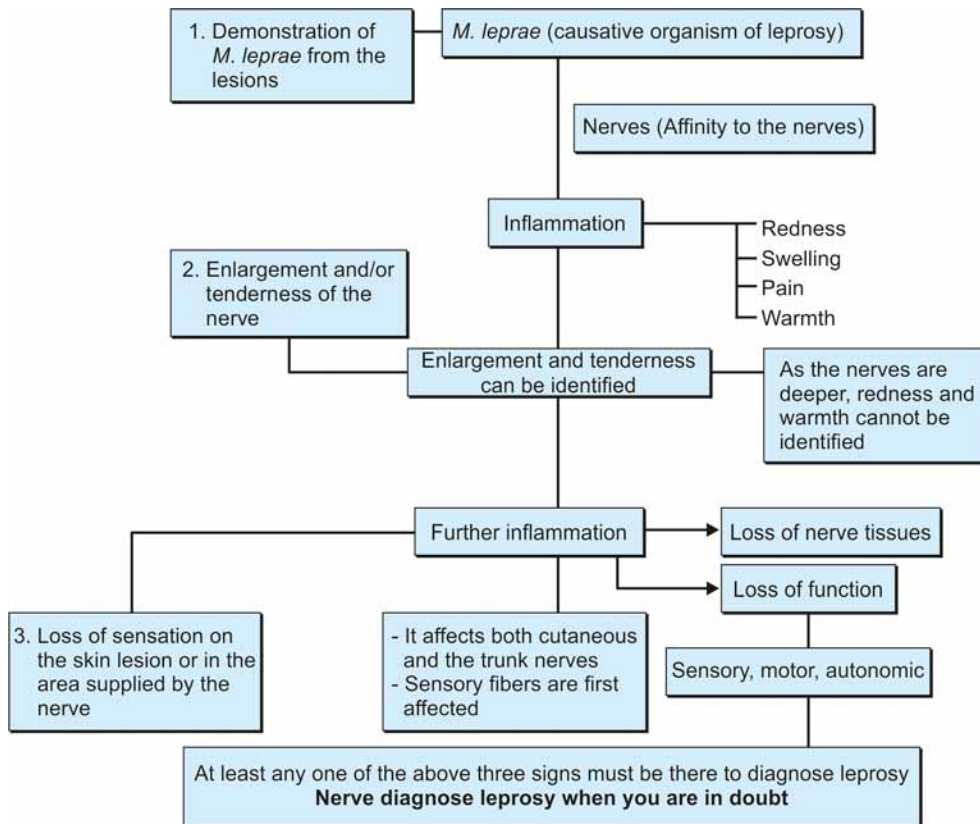 1. Demonstration of
M. leprae from the
lesions
M. leprae (causative organism of leprosy)
Nerves (Affinity to the nerves)
Inflammation
Redness
Swelling
Pain
Warmth
2. Enlargement and/or
tenderness of the
nerve
Enlargement and tenderness
can be identified
As the nerves are
deeper, redness and
warmth cannot be
identified
Further inflammation
Loss of nerve tissues
Loss of function
3. Loss of sensation on
the skin lesion or in the
area supplied by the
nerve
- It affects both cutaneous
and the trunk nerves
- Sensory fibers are first
affected
Sensory, motor, autonomic
At least any one of the above three signs must be there to diagnose leprosy
Nerve diagnose leprosy when you are in doubt